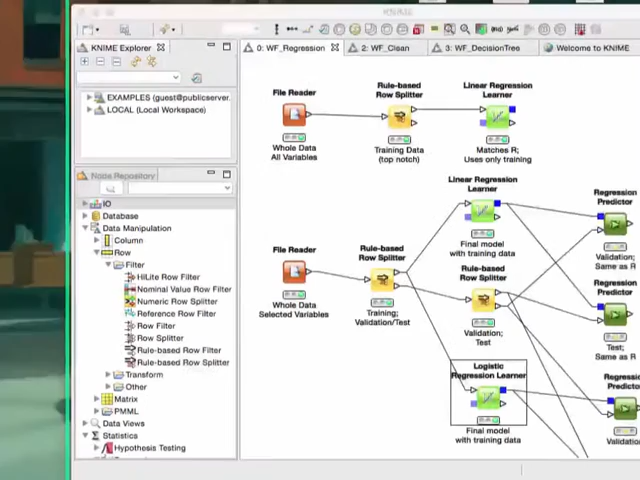 KNIME
KNIME Explorer
0: WF_Regression
2: WF_Clean
3: WF_DecisionTree
Welcome to KNIME
EXAMPLES (guest@publicserver.
LOCAL (Local Workspace)
Node Repository
IO
Database
Data Manipulation
Column
Row
Filter
HiLite Row Filter
Nominal Value Row Filter
Numeric Row Splitter
Reference Row Filter
Row Filter
Row Splitter
Rule-based Row Filter
Rule-based Row Splitter
Transform
Other
Matrix
PMML
Data Views
Statistics
Hypothesis Testing
File Reader
Whole Data
All Variables
Rule-based
Row Splitter
Training Data
(top notch)
Linear Regression
Learner
Matches R;
Uses only training
Linear Regression
Learner
Final model
with training data
Regression
Predictor
Validation;
Same as R
File Reader
Whole Data
Selected Variables
Rule-based
Row Splitter
Training;
Validation/Test
Rule-based
Row Splitter
Validation;
Test
Regression
Predictor
Test;
Same as R
Logistic
Regression Learner
Final model
with training data
Regressio
Predictor
Validation